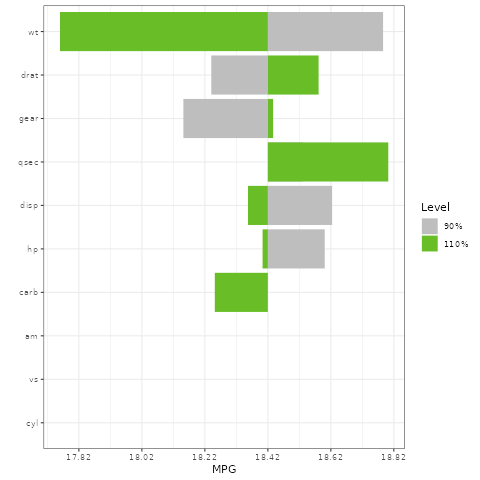 wt
drat
gear
qsec
disp
hp
carb
am
vs
cyl
17.82 18.02 18.22 18.42 18.62 18.82
MPG
Level
90%
110%